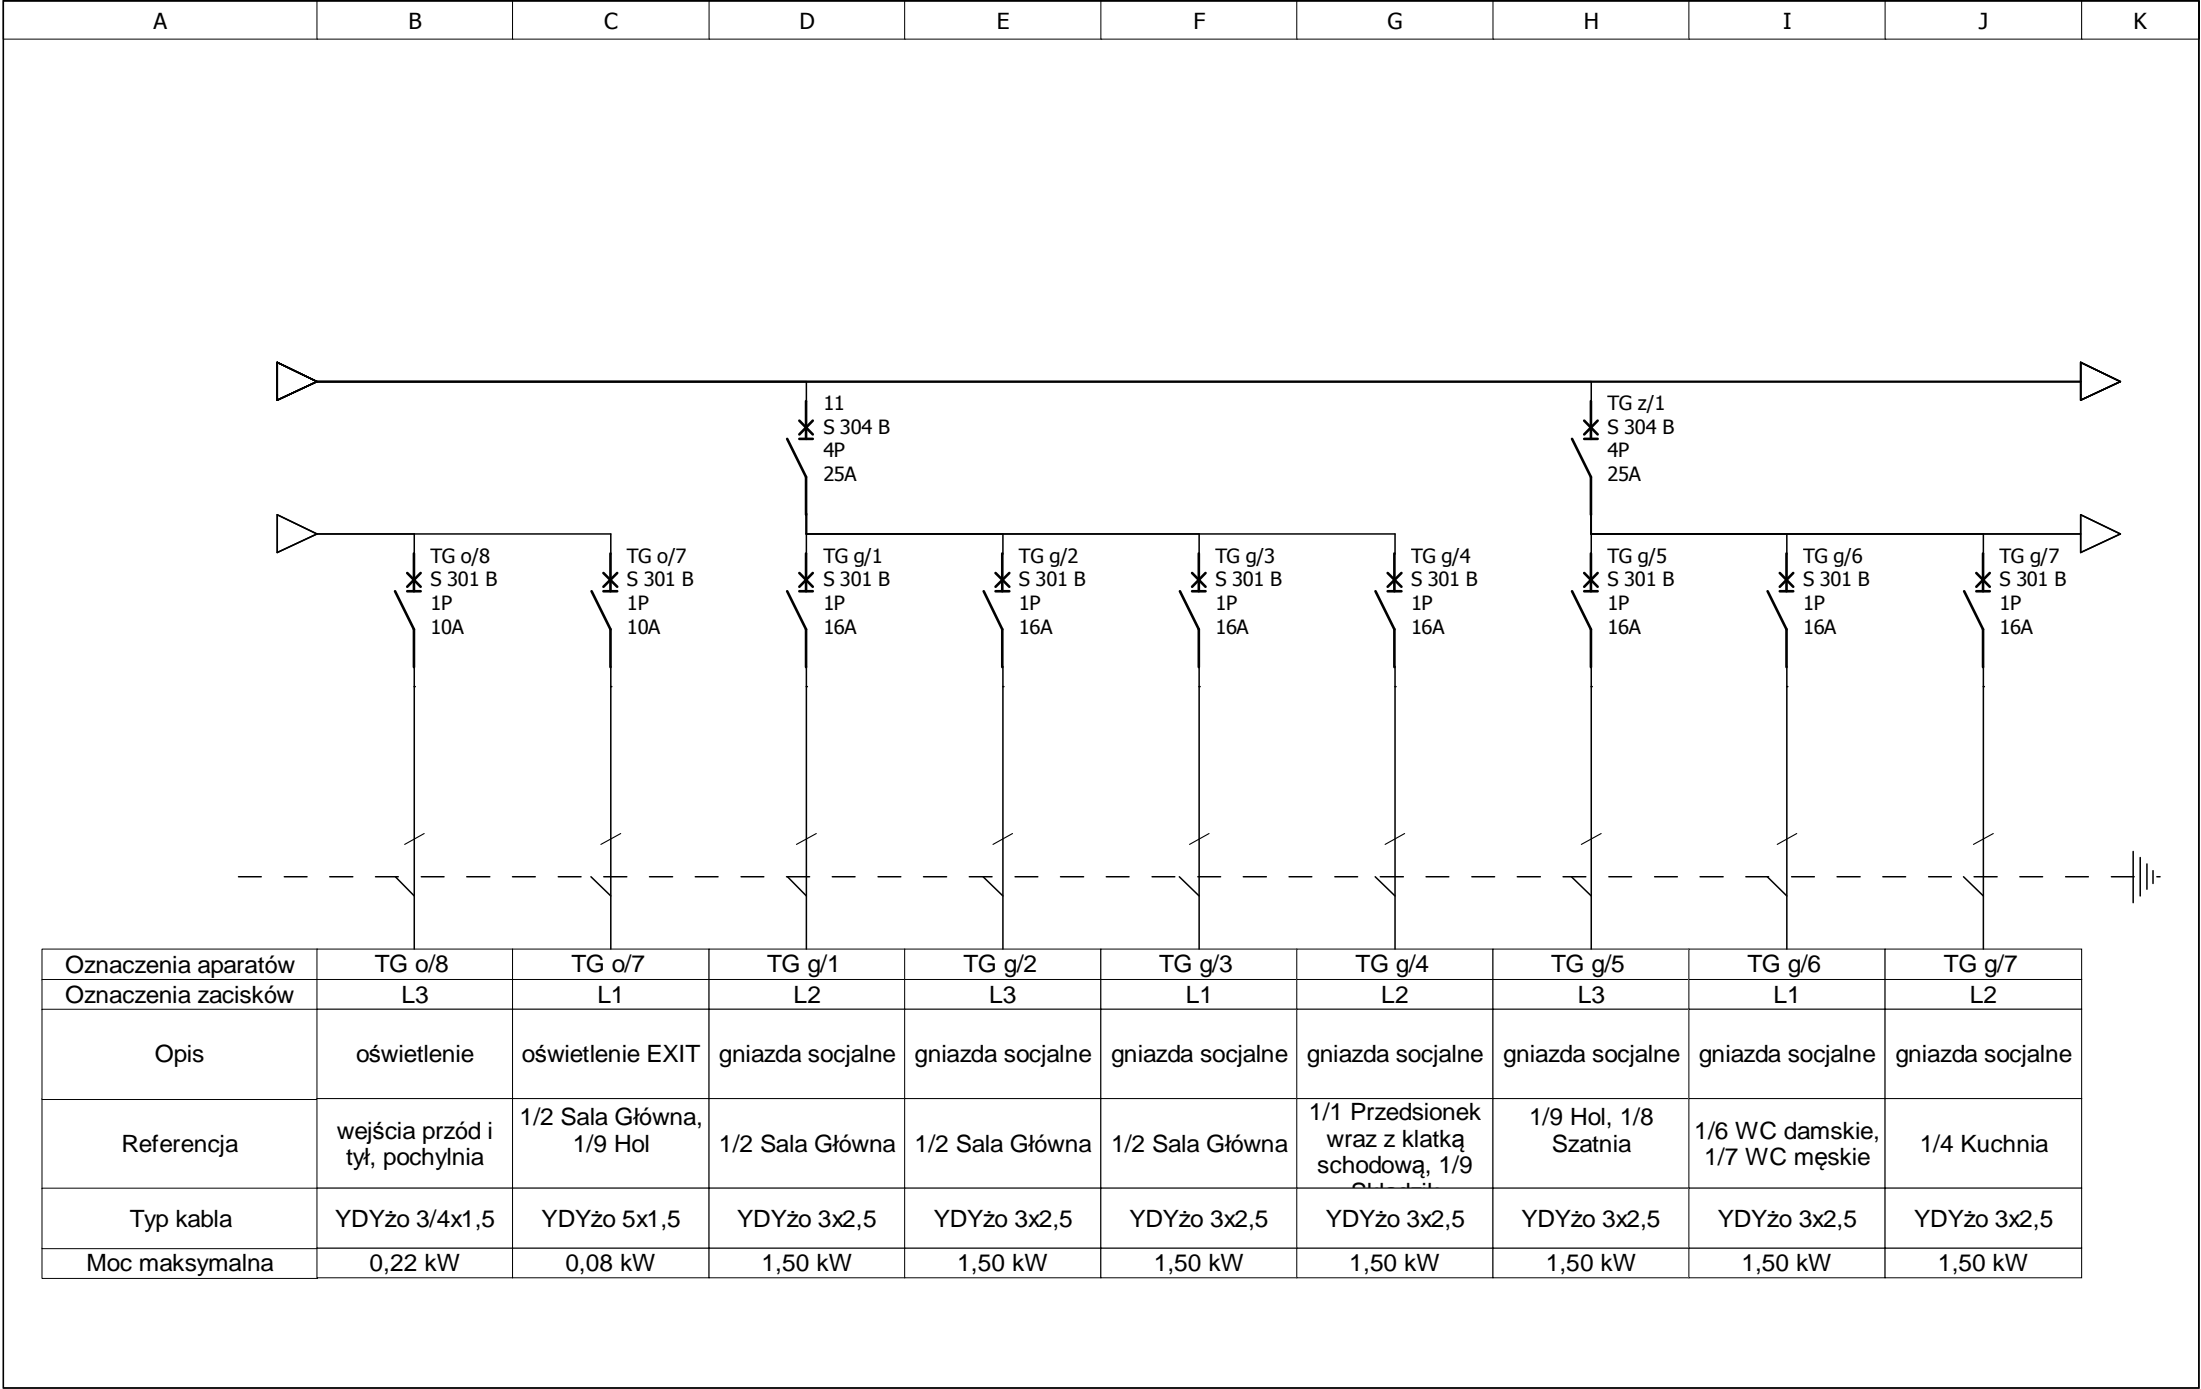 A B C D E F G H I J K
11
S 304 B
4P
25A
TG z/1
S 304 B
4P
25A
TG o/8
S 301 B
1P
10A
TG o/7
S 301 B
1P
10A
TG g/1
S 301 B
1P
16A
TG g/2
S 301 B
1P
16A
TG g/3
S 301 B
1P
16A
TG g/4
S 301 B
1P
16A
TG g/5
S 301 B
1P
16A
TG g/6
S 301 B
1P
16A
TG g/7
S 301 B
1P
16A
Oznaczenia aparatów TG o/8 TG o/7 TG g/1 TG g/2 TG g/3 TG g/4 TG g/5 TG g/6 TG g/7
Oznaczenia zacisków L3 L1 L2 L3 L1 L2 L3 L1 L2
Opis oświetlenie oświetlenie EXIT gniazda socjalne gniazda socjalne gniazda socjalne gniazda socjalne gniazda socjalne gniazda socjalne gniazda socjalne
Referencja
wejścia przód i
tył, pochylnia
1/2 Sala Główna,
1/9 Hol
1/2 Sala Główna
1/2 Sala Główna
1/2 Sala Główna
1/1 Przedsionek
wraz z klatką
schodową, 1/9
1/9 Hol, 1/8
Szatnia
1/6 WC damskie,
1/7 WC męskie
1/4 Kuchnia
Typ kabla YDYżo 3/4x1,5 YDYżo 5x1,5 YDYżo 3x2,5 YDYżo 3x2,5 YDYżo 3x2,5 YDYżo 3x2,5 YDYżo 3x2,5 YDYżo 3x2,5 YDYżo 3x2,5
Moc maksymalna 0,22 kW 0,08 kW 1,50 kW 1,50 kW 1,50 kW 1,50 kW 1,50 kW 1,50 kW 1,50 kW